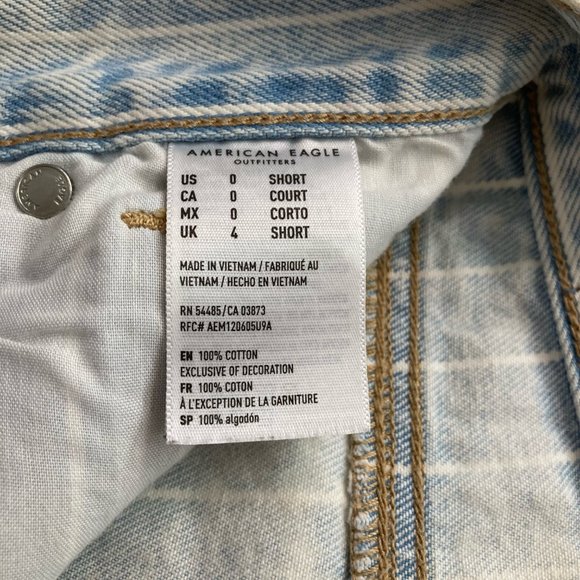 AMERICAN EAGLE
OUTFITTERS
US 0 SHORT
CA 0 COURT
MX 0 CORTO
UK 4 SHORT
MADE IN VIETNAM / FABRIQUÉ AU
VIETNAM / HECHO EN VIETNAM
RN 54485/CA 03873
RFC# AEM120605U9A
EN 100% COTTON
EXCLUSIVE OF DECORATION
FR 100% COTON
À L'EXCEPTION DE LA GARNITURE
SP 100% algodón